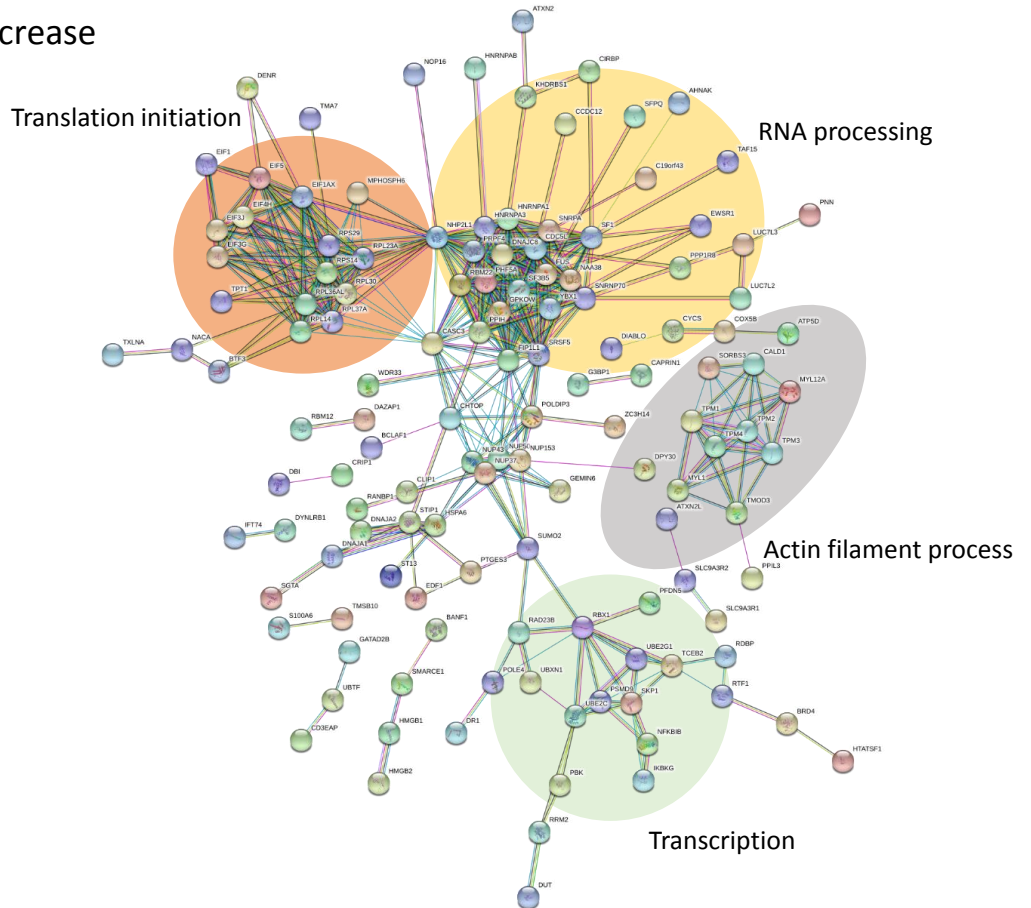 crease
ATXN2
NOP16
HNRNPAB
CIRBP
DENR
KHDRBS1
AHNAK
TMA7
CCDC12
SFPQ
Translation initiation
RNA processing
EIF1
EIF5
C19orf43
TAF15
EIF4H
EIF1AX
MPHOSPH6
EIF3J
HNRNPA1
HNRNPA3
SNRPA
SF1
EWSR1
PNN
NHP2L1
EIF3G
RPS29
RPL23A
PRPF4
DNAJC8
CDC5L
LUC7L3
RPS14
FUS
PPP1R8
RBM22
PHF5A
SF3B5
NAA38
TPT1
RPL36AL
RPL30
GPKOW
YBX1
SNRNP70
LUC7L2
RPL37A
RPL14
CASC3
PPIH
CYCS
COX5B
ATP5D
DIABLO
TXLNA
NACA
BTF3
FIP1L1
SRSF5
SORBS3
CALD1
G3BP1
CAPRIN1
MYL12A
WDR33
TPM1
TPM2
RBM12
DAZAP1
CHTOP
POLDIP3
ZC3H14
TPM4
TPM3
BCLAF1
NUP43
NUP50
NUP153
NUP37
DPY30
DBI
CRIP1
CLIP1
GEMIN6
MYL1
TMOD3
RANBP1
ATXN2L
STIP1
HSPA6
IFT74
DYNLRB1
DNAJA2
Actin filament process
DNAJA1
SUMO2
ST13
PTGES3
SLC9A3R2
PPIL3
SGTA
EDF1
S100A6
TMSB10
PFDN5
SLC9A3R1
BANF1
RAD23B
RBX1
GATAD2B
UBE2G1
TCEB2
RDBP
SMARCE1
POLE4
UBXN1
UBTF
PSMD9
SKP1
RTF1
UBE2C
CD3EAP
HMGB1
DR1
BRD4
NFKBIB
HTATSF1
HMGB2
PBK
IKBKG
RRM2
Transcription
DUT